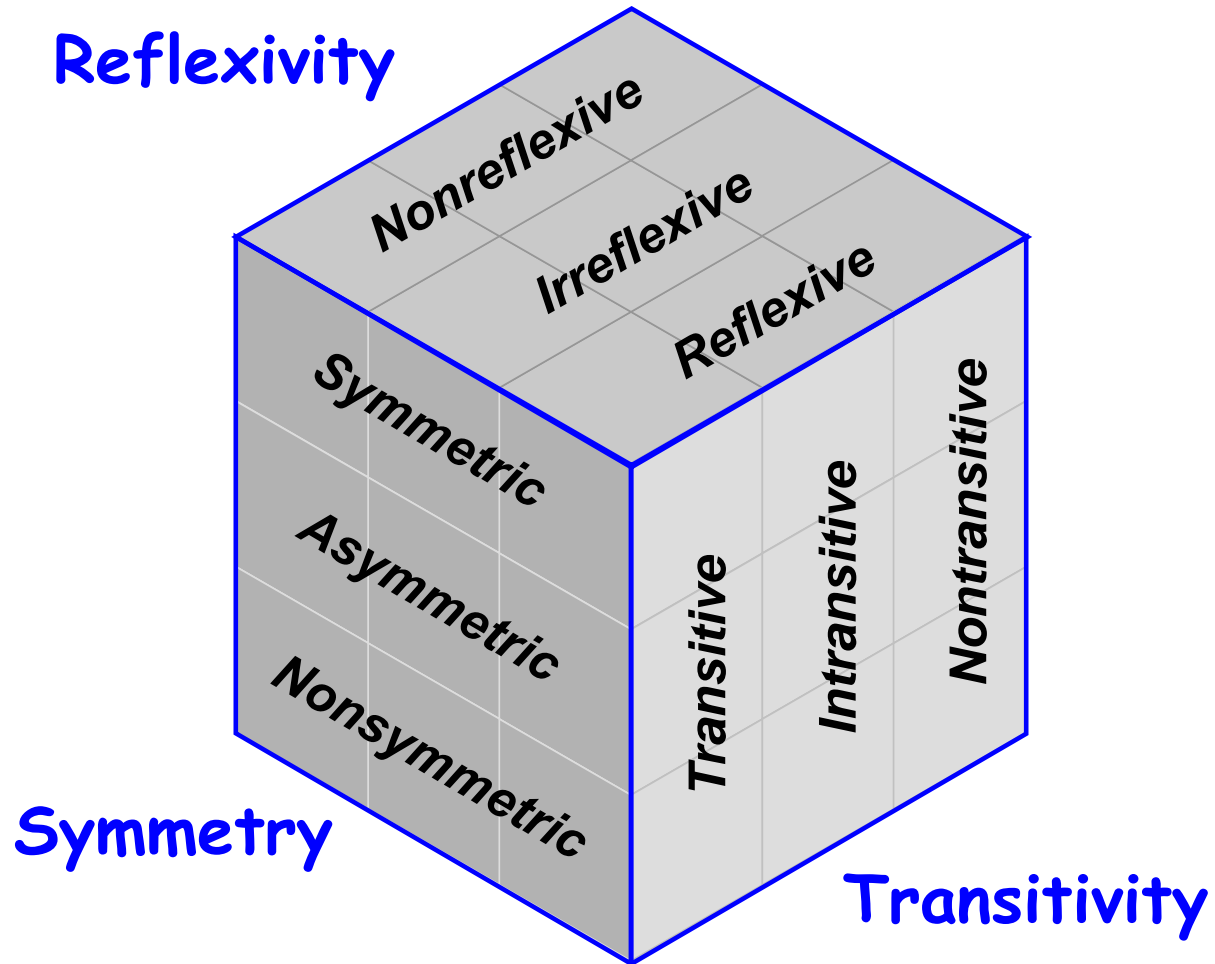 Reflexivity
Nonreflexive
Irreflexive
Reflexive
Symmetric
Asymmetric
Nonsymmetric
Transitive
Intransitive
Nontransitive
Symmetry
Transitivity